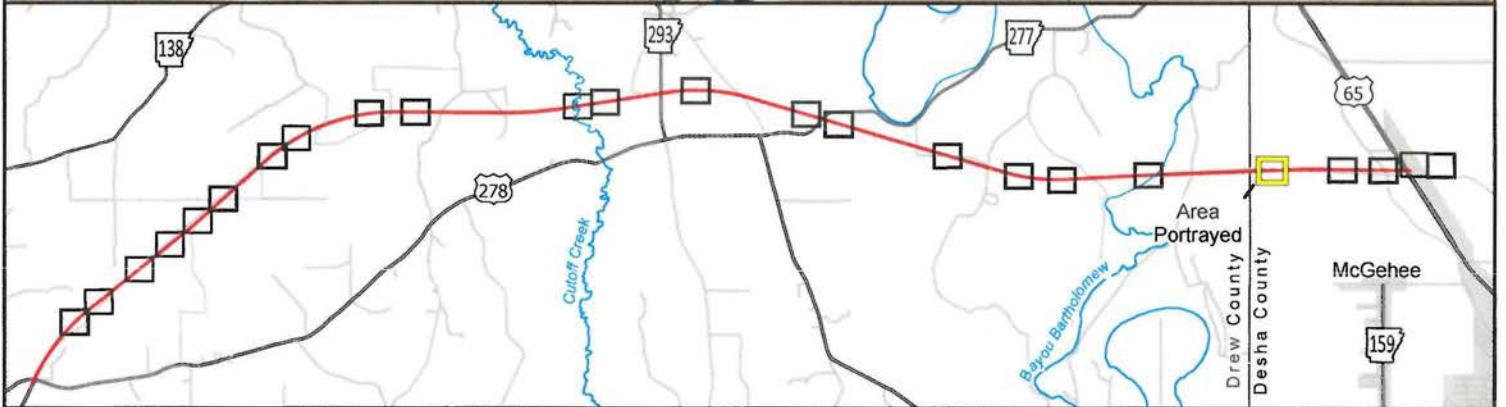 138
293
277
65
278
Cutoff Creek
Area
Portrayed
Bayou Bartholomew
Drew County
Desha County
McGehee
159